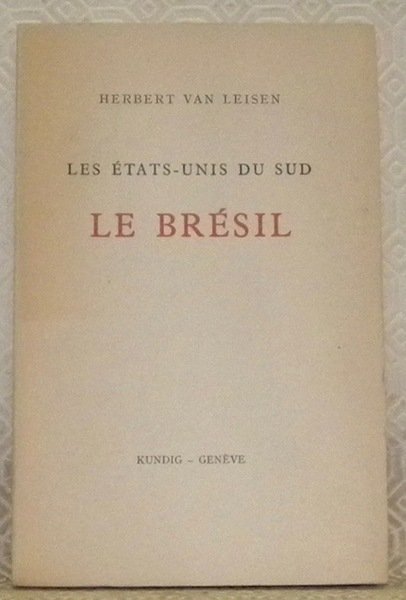 HERBERT VAN LEISEN
LES ÉTATS-UNIS DU SUD
LE BRÉSIL
KUNDIG – GENÈVE